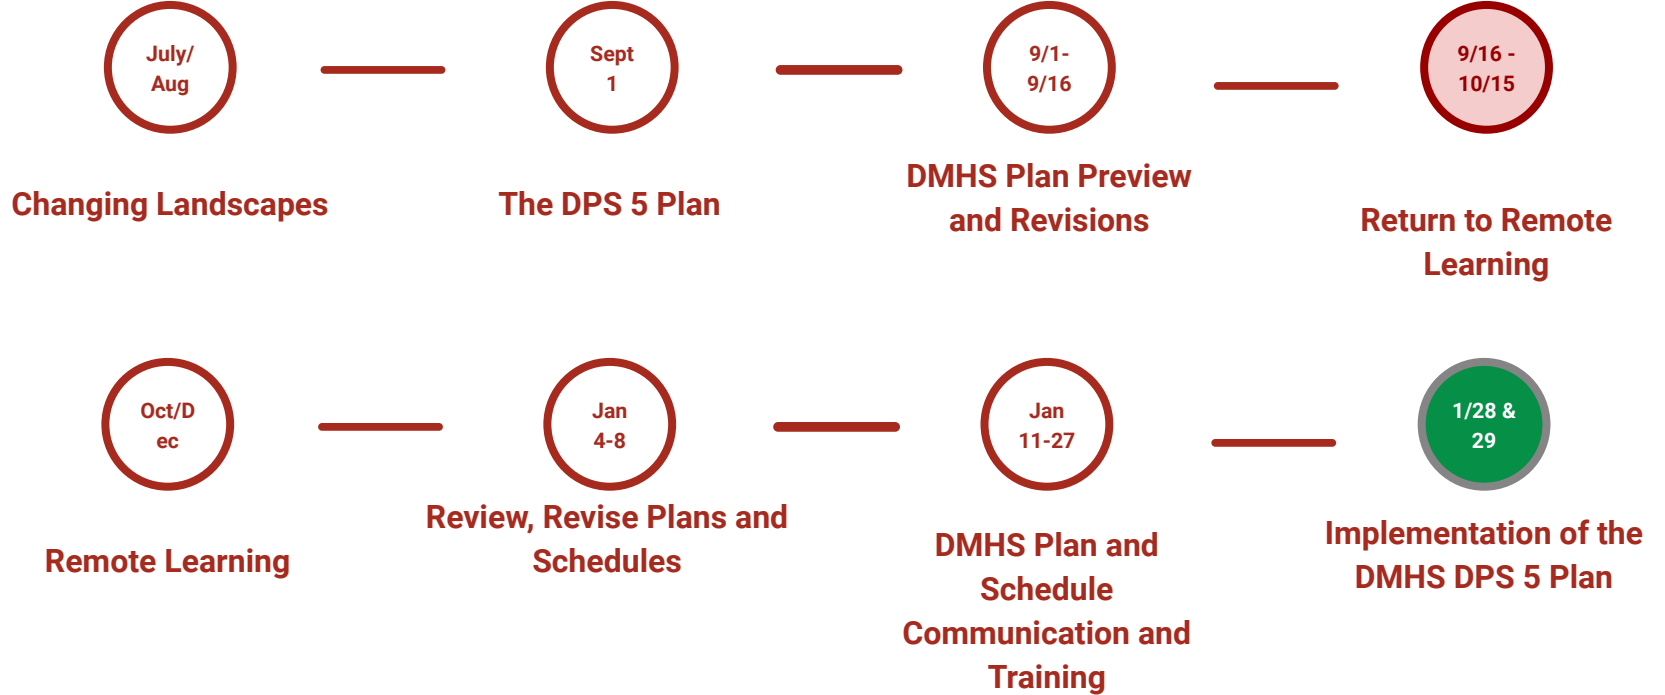 July/
Aug
Sept
1
9/1-
9/16
9/16 -
10/15
Changing Landscapes
The DPS 5 Plan
DMHS Plan Preview
and Revisions
Return to Remote
Learning
Oct/D
ec
Jan
4-8
Jan
11-27
1/28 &
29
Remote Learning
Review, Revise Plans and
Schedules
DMHS Plan and
Schedule
Communication and
Training
Implementation of the
DMHS DPS 5 Plan